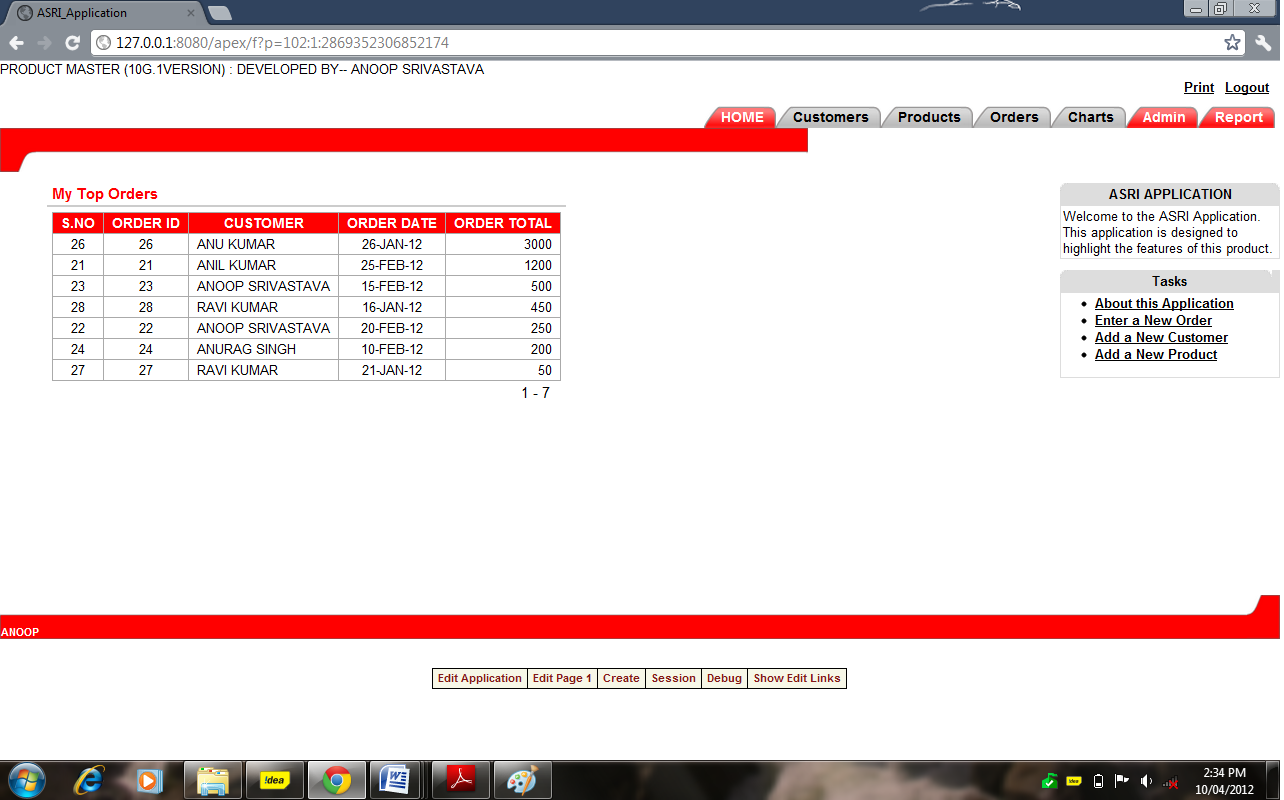 ASRI_Application
127.0.0.1:8080/apex/f?p=102:1:2869352306852174
PRODUCT MASTER (10G.1VERSION) : DEVELOPED BY-- ANOOP SRIVASTAVA
Print Logout
HOME Customers Products Orders Charts Admin Report
My Top Orders
S.NO ORDER ID CUSTOMER ORDER DATE ORDER TOTAL
26 26 ANU KUMAR 26-JAN-12 3000
21 21 ANIL KUMAR 25-FEB-12 1200
23 23 ANOOP SRIVASTAVA 15-FEB-12 500
28 28 RAVI KUMAR 16-JAN-12 450
22 22 ANOOP SRIVASTAVA 20-FEB-12 250
24 24 ANURAG SINGH 10-FEB-12 200
27 27 RAVI KUMAR 21-JAN-12 50
1 - 7
ASRI APPLICATION
Welcome to the ASRI Application.
This application is designed to
highlight the features of this product.
Tasks
About this Application
Enter a New Order
Add a New Customer
Add a New Product
ANOOP
Edit Application Edit Page 1 Create Session Debug Show Edit Links
!dea
2:34 PM
10/04/2012